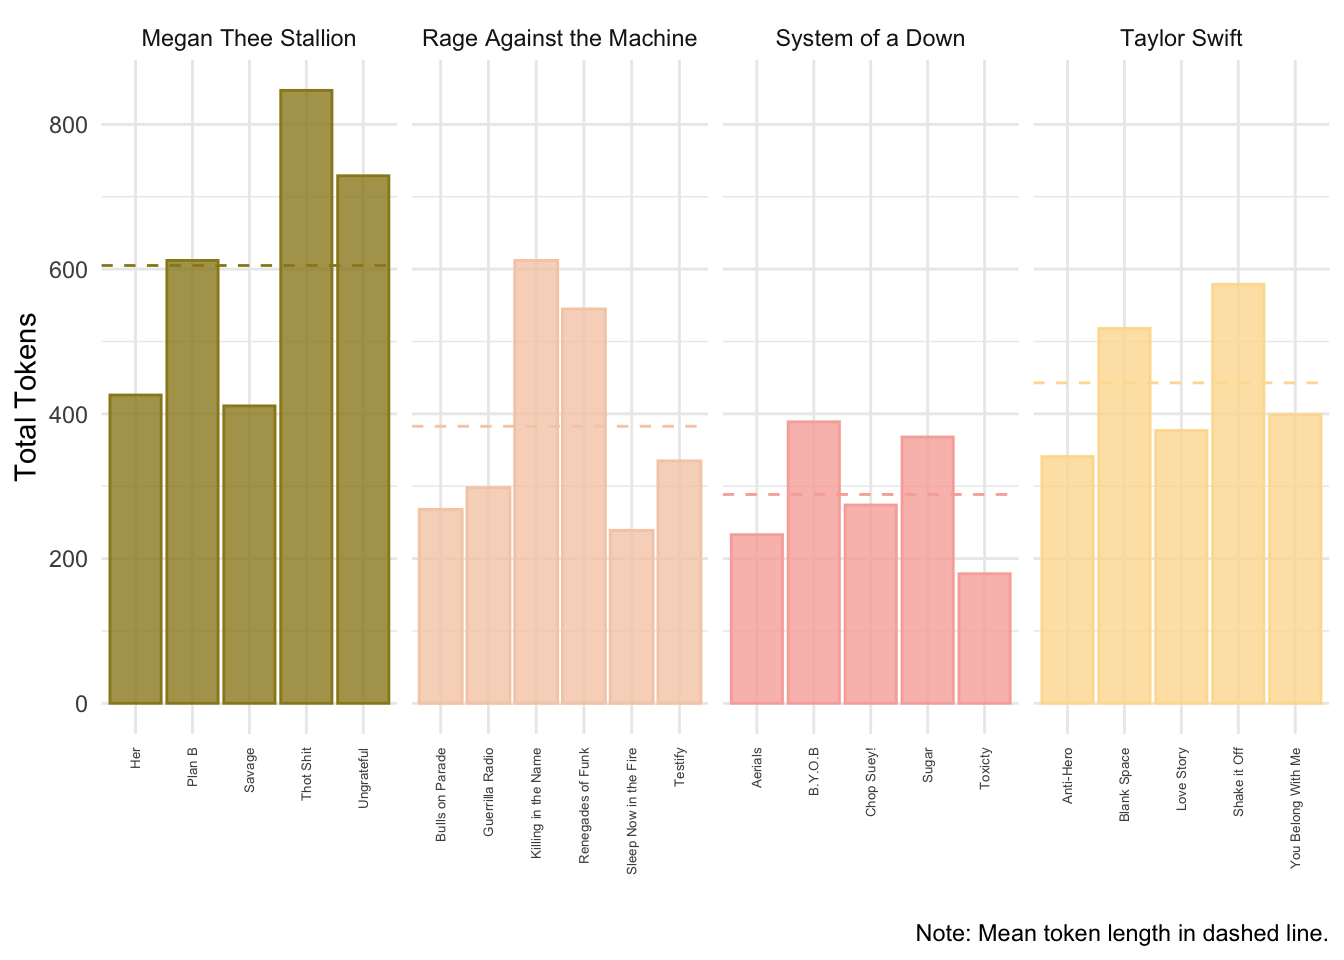 Megan Thee Stallion
Rage Against the Machine
System of a Down
Taylor Swift
Total Tokens
800
600
400
200
0
Her
Plan B
Savage
Thot Shit
Ungrateful
Bulls on Parade
Guerrilla Radio
Killing in the Name
Renegades of Funk
Sleep Now in the Fire
Testify
Aerials
B.Y.O.B
Chop Suey!
Sugar
Toxicty
Anti-Hero
Blank Space
Love Story
Shake it Off
You Belong With Me
Note: Mean token length in dashed line.